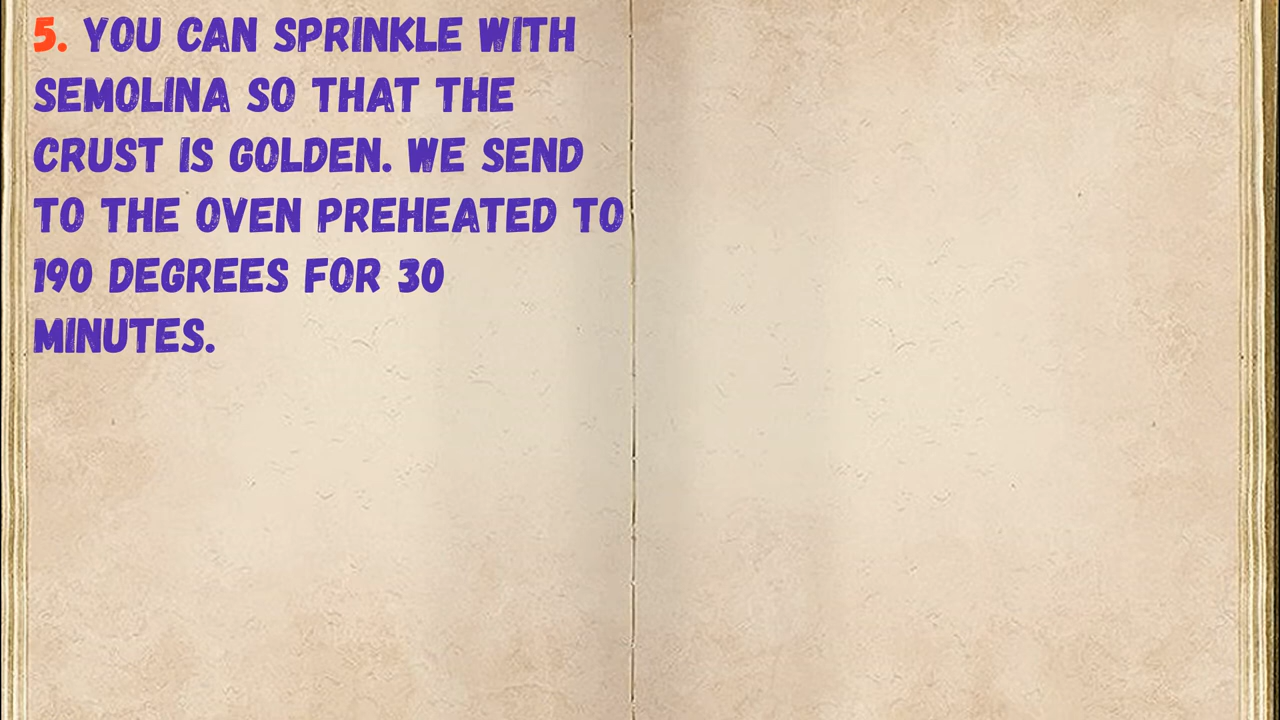 5. YOU CAN SPRINKLE WITH
SEMOLINA SO THAT THE
CRUST IS GOLDEN. WE SEND
TO THE OVEN PREHEATED TO
190 DEGREES FOR 30
MINUTES.